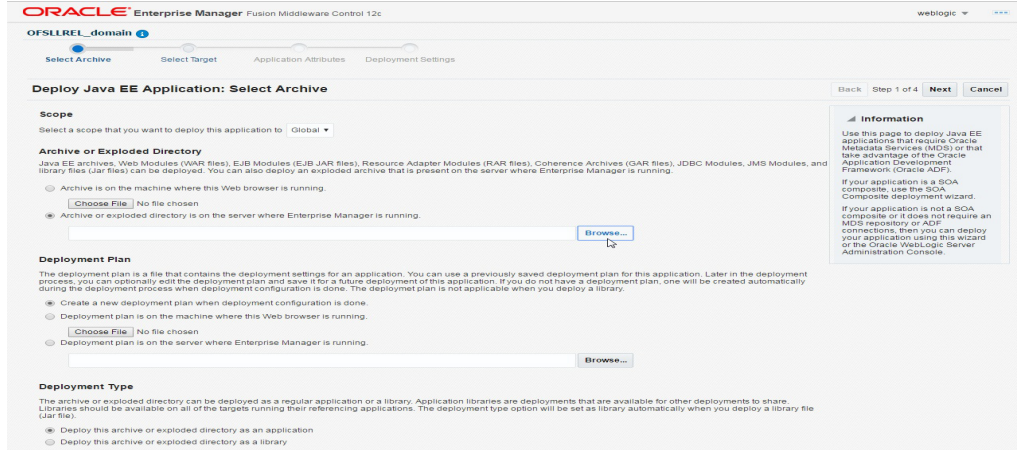 ORACLE Enterprise Manager Fusion Middleware Control 12c
weblogic
OFSLLREL_domain
Select Archive Select Target Application Attributes Deployment Settings
Deploy Java EE Application: Select Archive
Back Step 1 of 4 Next Cancel
Scope
Select a scope that you want to deploy this application to Global
Archive or Exploded Directory
Java EE archives, Web Modules (WAR files), EJB Modules (EJB JAR files), Resource Adapter Modules (RAR files), Coherence Archives (GAR files), JDBC Modules, JMS Modules, and
library files (Jar files) can be deployed. You can also deploy an exploded archive that is present on the server where Enterprise Manager is running.
Archive is on the machine where this Web browser is running.
Choose File No file chosen
Archive or exploded directory is on the server where Enterprise Manager is running.
Browse...
Deployment Plan
The deployment plan is a file that contains the deployment settings for an application. You can use a previously saved deployment plan for this application. Later in the deployment
process, you can optionally edit the deployment plan and save it for a future deployment of this application. If you do not have a deployment plan, one will be created automatically
during the deployment process when deployment configuration is done. The deploymet plan is not applicable when you deploy a library.
Create a new deployment plan when deployment configuration is done.
Deployment plan is on the machine where this Web browser is running.
Choose File No file chosen
Deployment plan is on the server where Enterprise Manager is running.
Browse...
Deployment Type
The archive or exploded directory can be deployed as a regular application or a library. Application libraries are deployments that are available for other deployments to share.
Libraries should be available on all of the targets running their referencing applications. The deployment type option will be set as library automatically when you deploy a library file
(Jar file).
Deploy this archive or exploded directory as an application
Deploy this archive or exploded directory as a library
Information
Use this page to deploy Java EE
applications that require Oracle
Metadata Services (MDS) or that
take advantage of the Oracle
Application Development
Framework (Oracle ADF).
If your application is a SOA
composite, use the SOA
Composite deployment wizard.
If your application is not a SOA
composite or it does not require an
MDS repository or ADF
connections, then you can deploy
your application using this wizard
or the Oracle WebLogic Server
Administration Console.